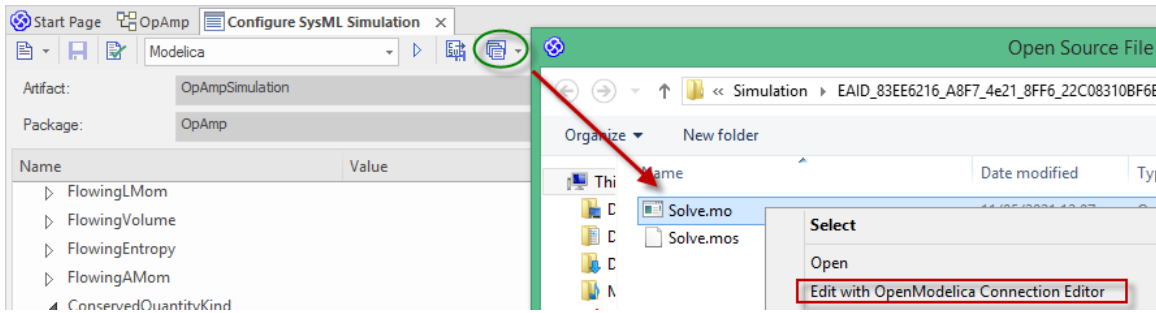 Start Page OpAmp Configure SysML Simulation
Modelica
Artifact: OpAmpSimulation
Package: OpAmp
Name Value
FlowingLMom
FlowingVolume
FlowingEntropy
FlowingAMom
ConservedQuantityKind
Open Source File
« Simulation EAID_83EE6216_A8F7_4e21_8FF6_22C08310BF6E
Organize New folder
Name Date modified Ty
Thi
Solve.mo
Solve.mos
Select
Open
Edit with OpenModelica Connection Editor